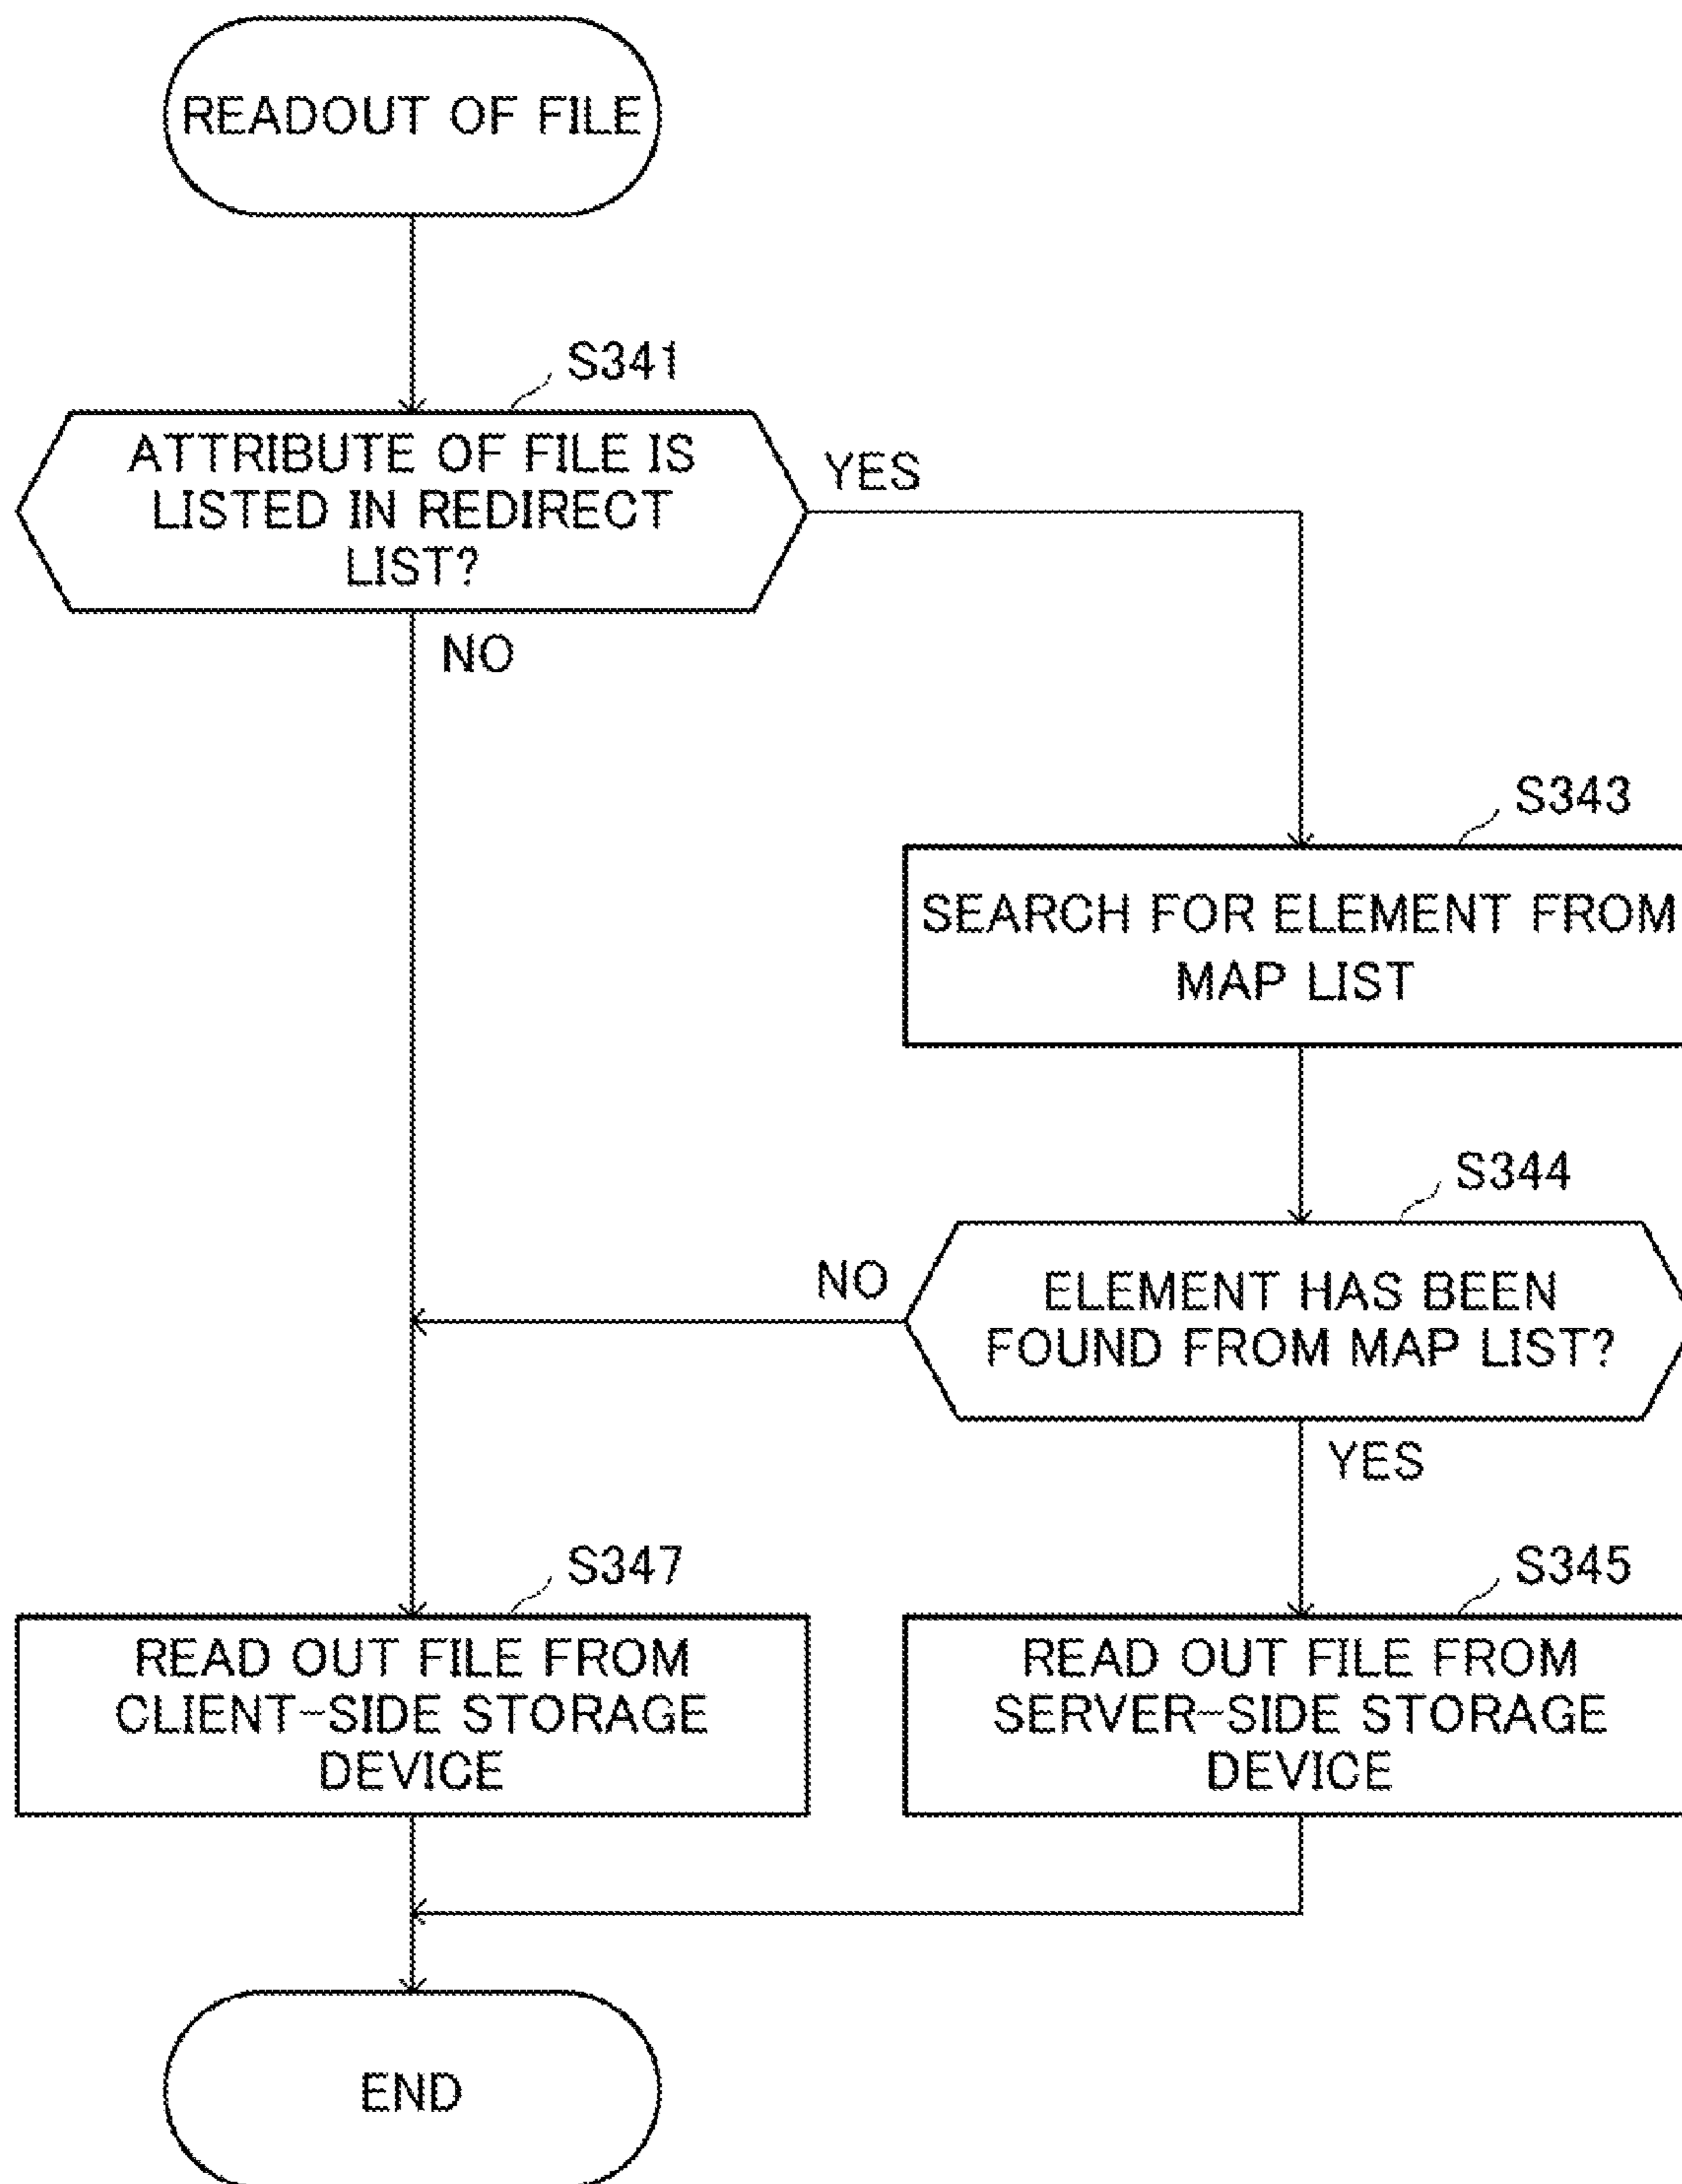 READOUT OF FILE
S341
ATTRIBUTE OF FILE IS
LISTED IN REDIRECT
LIST?
YES
NO
S343
SEARCH FOR ELEMENT FROM
MAP LIST
S344
NO
ELEMENT HAS BEEN
FOUND FROM MAP LIST?
YES
S347
READ OUT FILE FROM
CLIENT-SIDE STORAGE
DEVICE
S345
READ OUT FILE FROM
SERVER-SIDE STORAGE
DEVICE
END